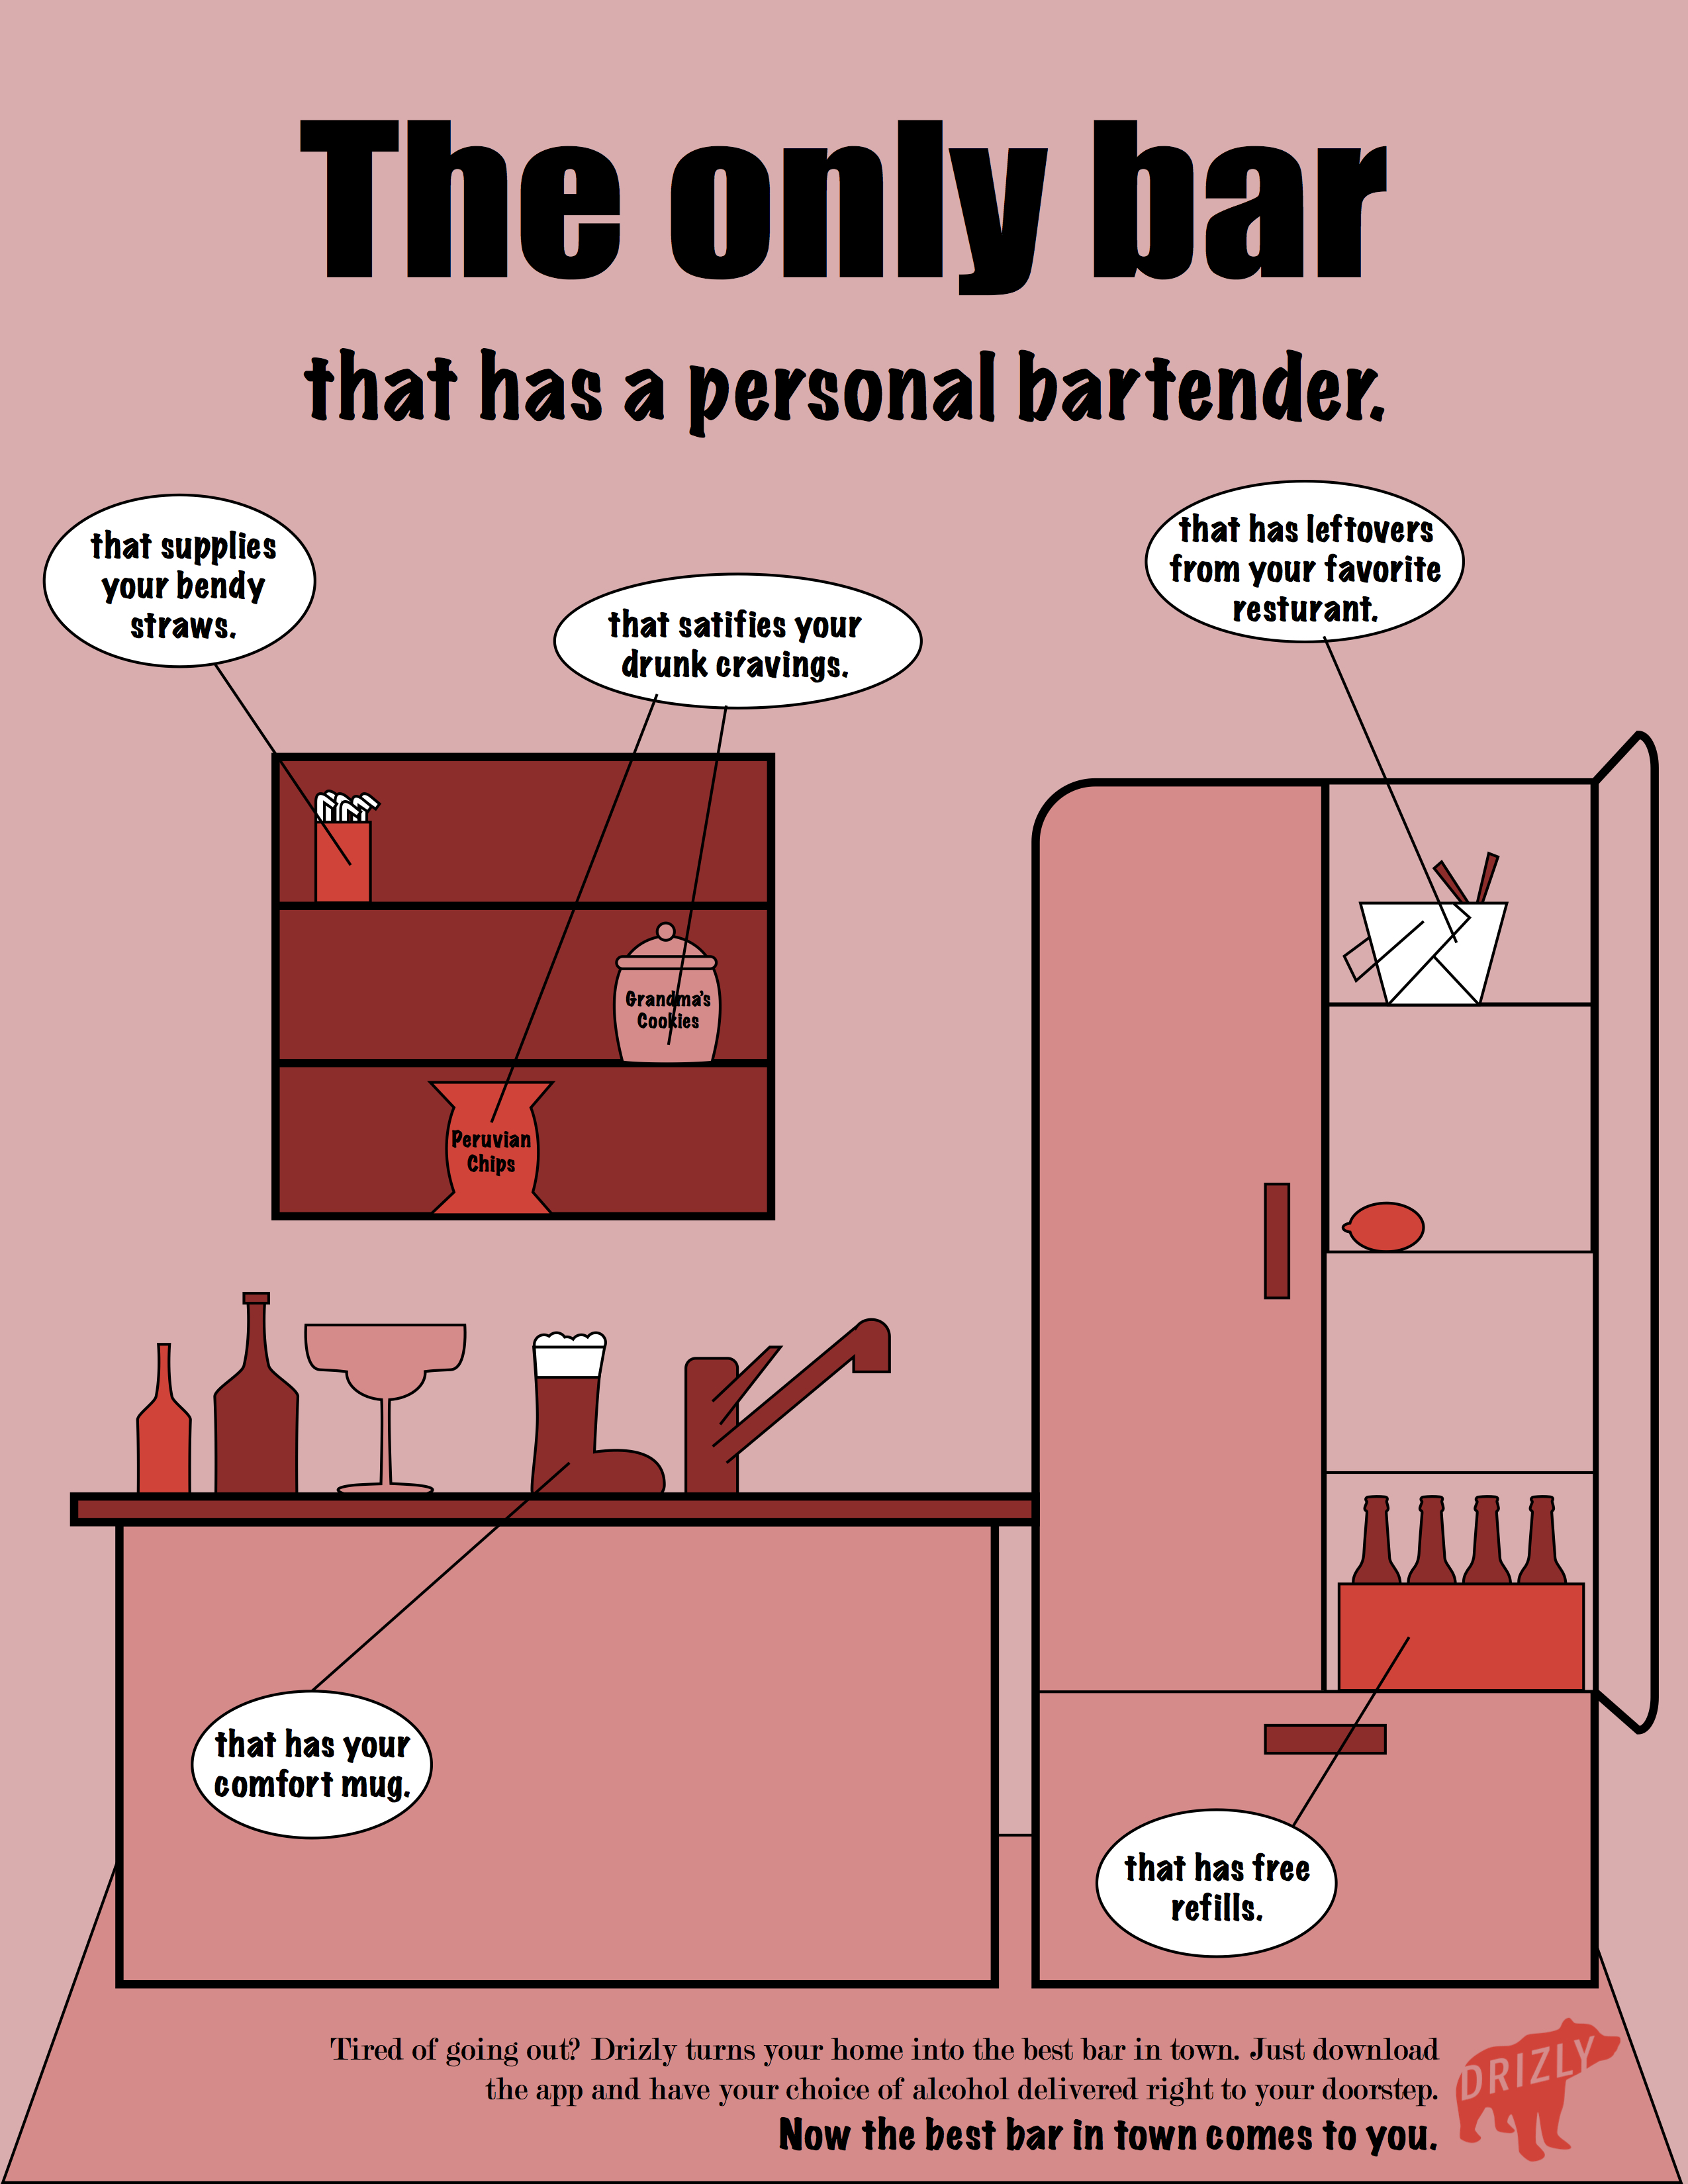 The only bar
that has a personal bartender.
that supplies
your bendy
straws.
that satifies your
drunk cravings.
that has leftovers
from your favorite
resturant.
Grandma's
Cookies
Peruvian
Chips
that has your
comfort mug.
that has free
refills.
Tired of going out? Drizly turns your home into the best bar in town. Just download
the app and have your choice of alcohol delivered right to your doorstep.
Now the best bar in town comes to you.
DRIZLY